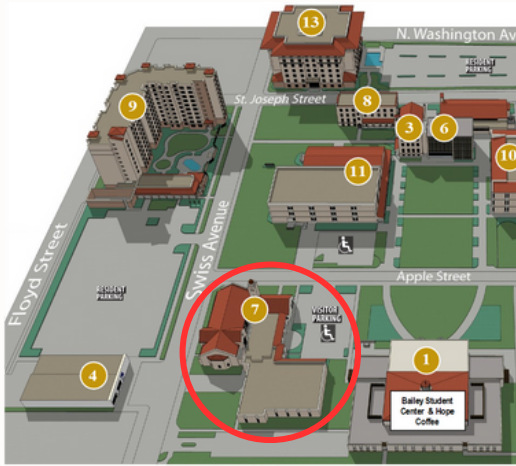 13
N. Washington Av
RESIDENT
PARKING
9
St. Joseph Street
8
3
6
10
11
Floyd Street
Swiss Avenue
Apple Street
RESIDENT
PARKING
7
VISITOR
PARKING
4
1
Bailey Student
Center & Hope
Coffee